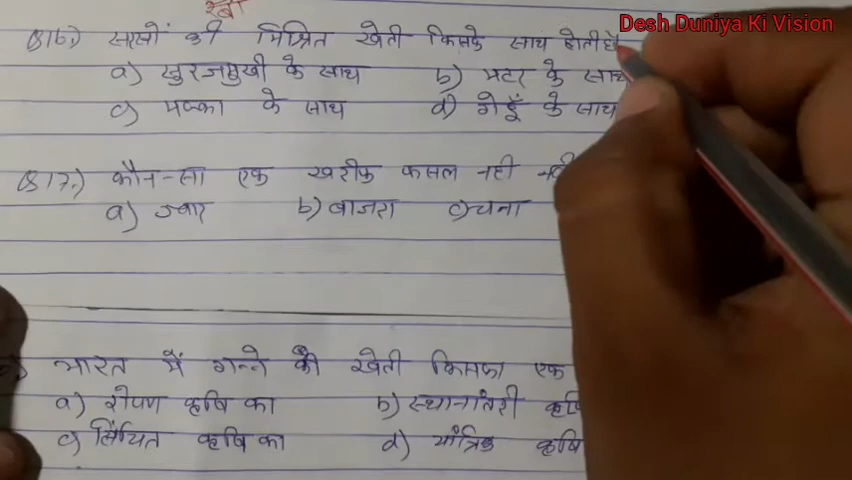 Desh Duniya Ki Vision
Q16.) सरसों की मिश्रित खेती किसके साथ होती है
a) सुरजमुखी के साथ b) मटर के साथ
c) मक्का के साथ d) गेहूँ के साथ
Q17.) कौन-सा एक खरीफ फसल नही
a) ज्वार b) बाजरा c) चना
भारत में गन्ने की खेती किसका एक
a) रोपण कृषि का b) स्थानांतरी
c) सिंचित कृषि का d) यांत्रिक कृषि